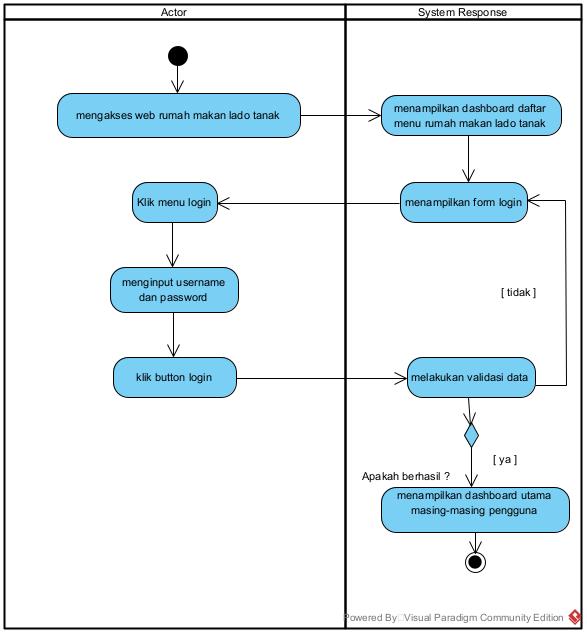 Actor
System Response
mengakses web rumah makan lado tanak
menampilkan dashboard daftar
menu rumah makan lado tanak
Klik menu login
menampilkan form login
menginput username
dan password
[ tidak ]
klik button login
melakukan validasi data
[ ya ]
Apakah berhasil ?
menampilkan dashboard utama
masing-masing pengguna
Powered By Visual Paradigm Community Edition